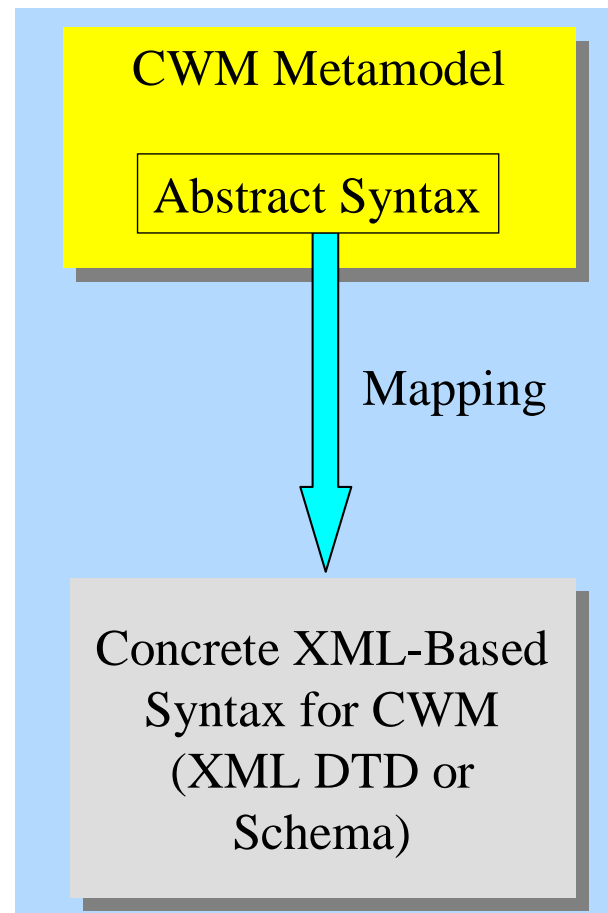 CWM Metamodel
Abstract Syntax
Mapping
Concrete XML-Based
Syntax for CWM
(XML DTD or
Schema)